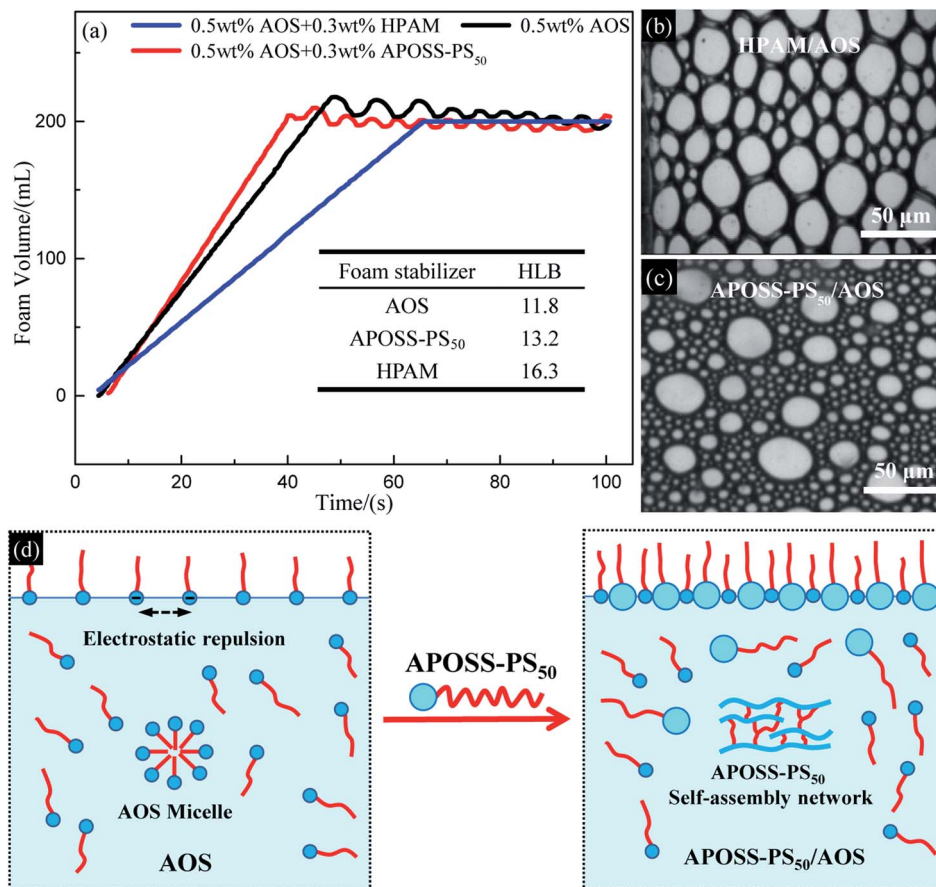 (a)
0.5wt% AOS+0.3wt% HPAM
0.5wt% AOS
0.5wt% AOS+0.3wt% APOSS-PS₅₀
Foam Volume/(mL)
200
100
0
0
20
40
60
80
100
Time/(s)
Foam stabilizer HLB
AOS 11.8
APOSS-PS₅₀ 13.2
HPAM 16.3
(b)
HPAM/AOS
50 μm
(c)
APOSS-PS₅₀/AOS
50 μm
(d)
Electrostatic repulsion
AOS Micelle
AOS
APOSS-PS₅₀
APOSS-PS₅₀
Self-assembly network
APOSS-PS₅₀/AOS